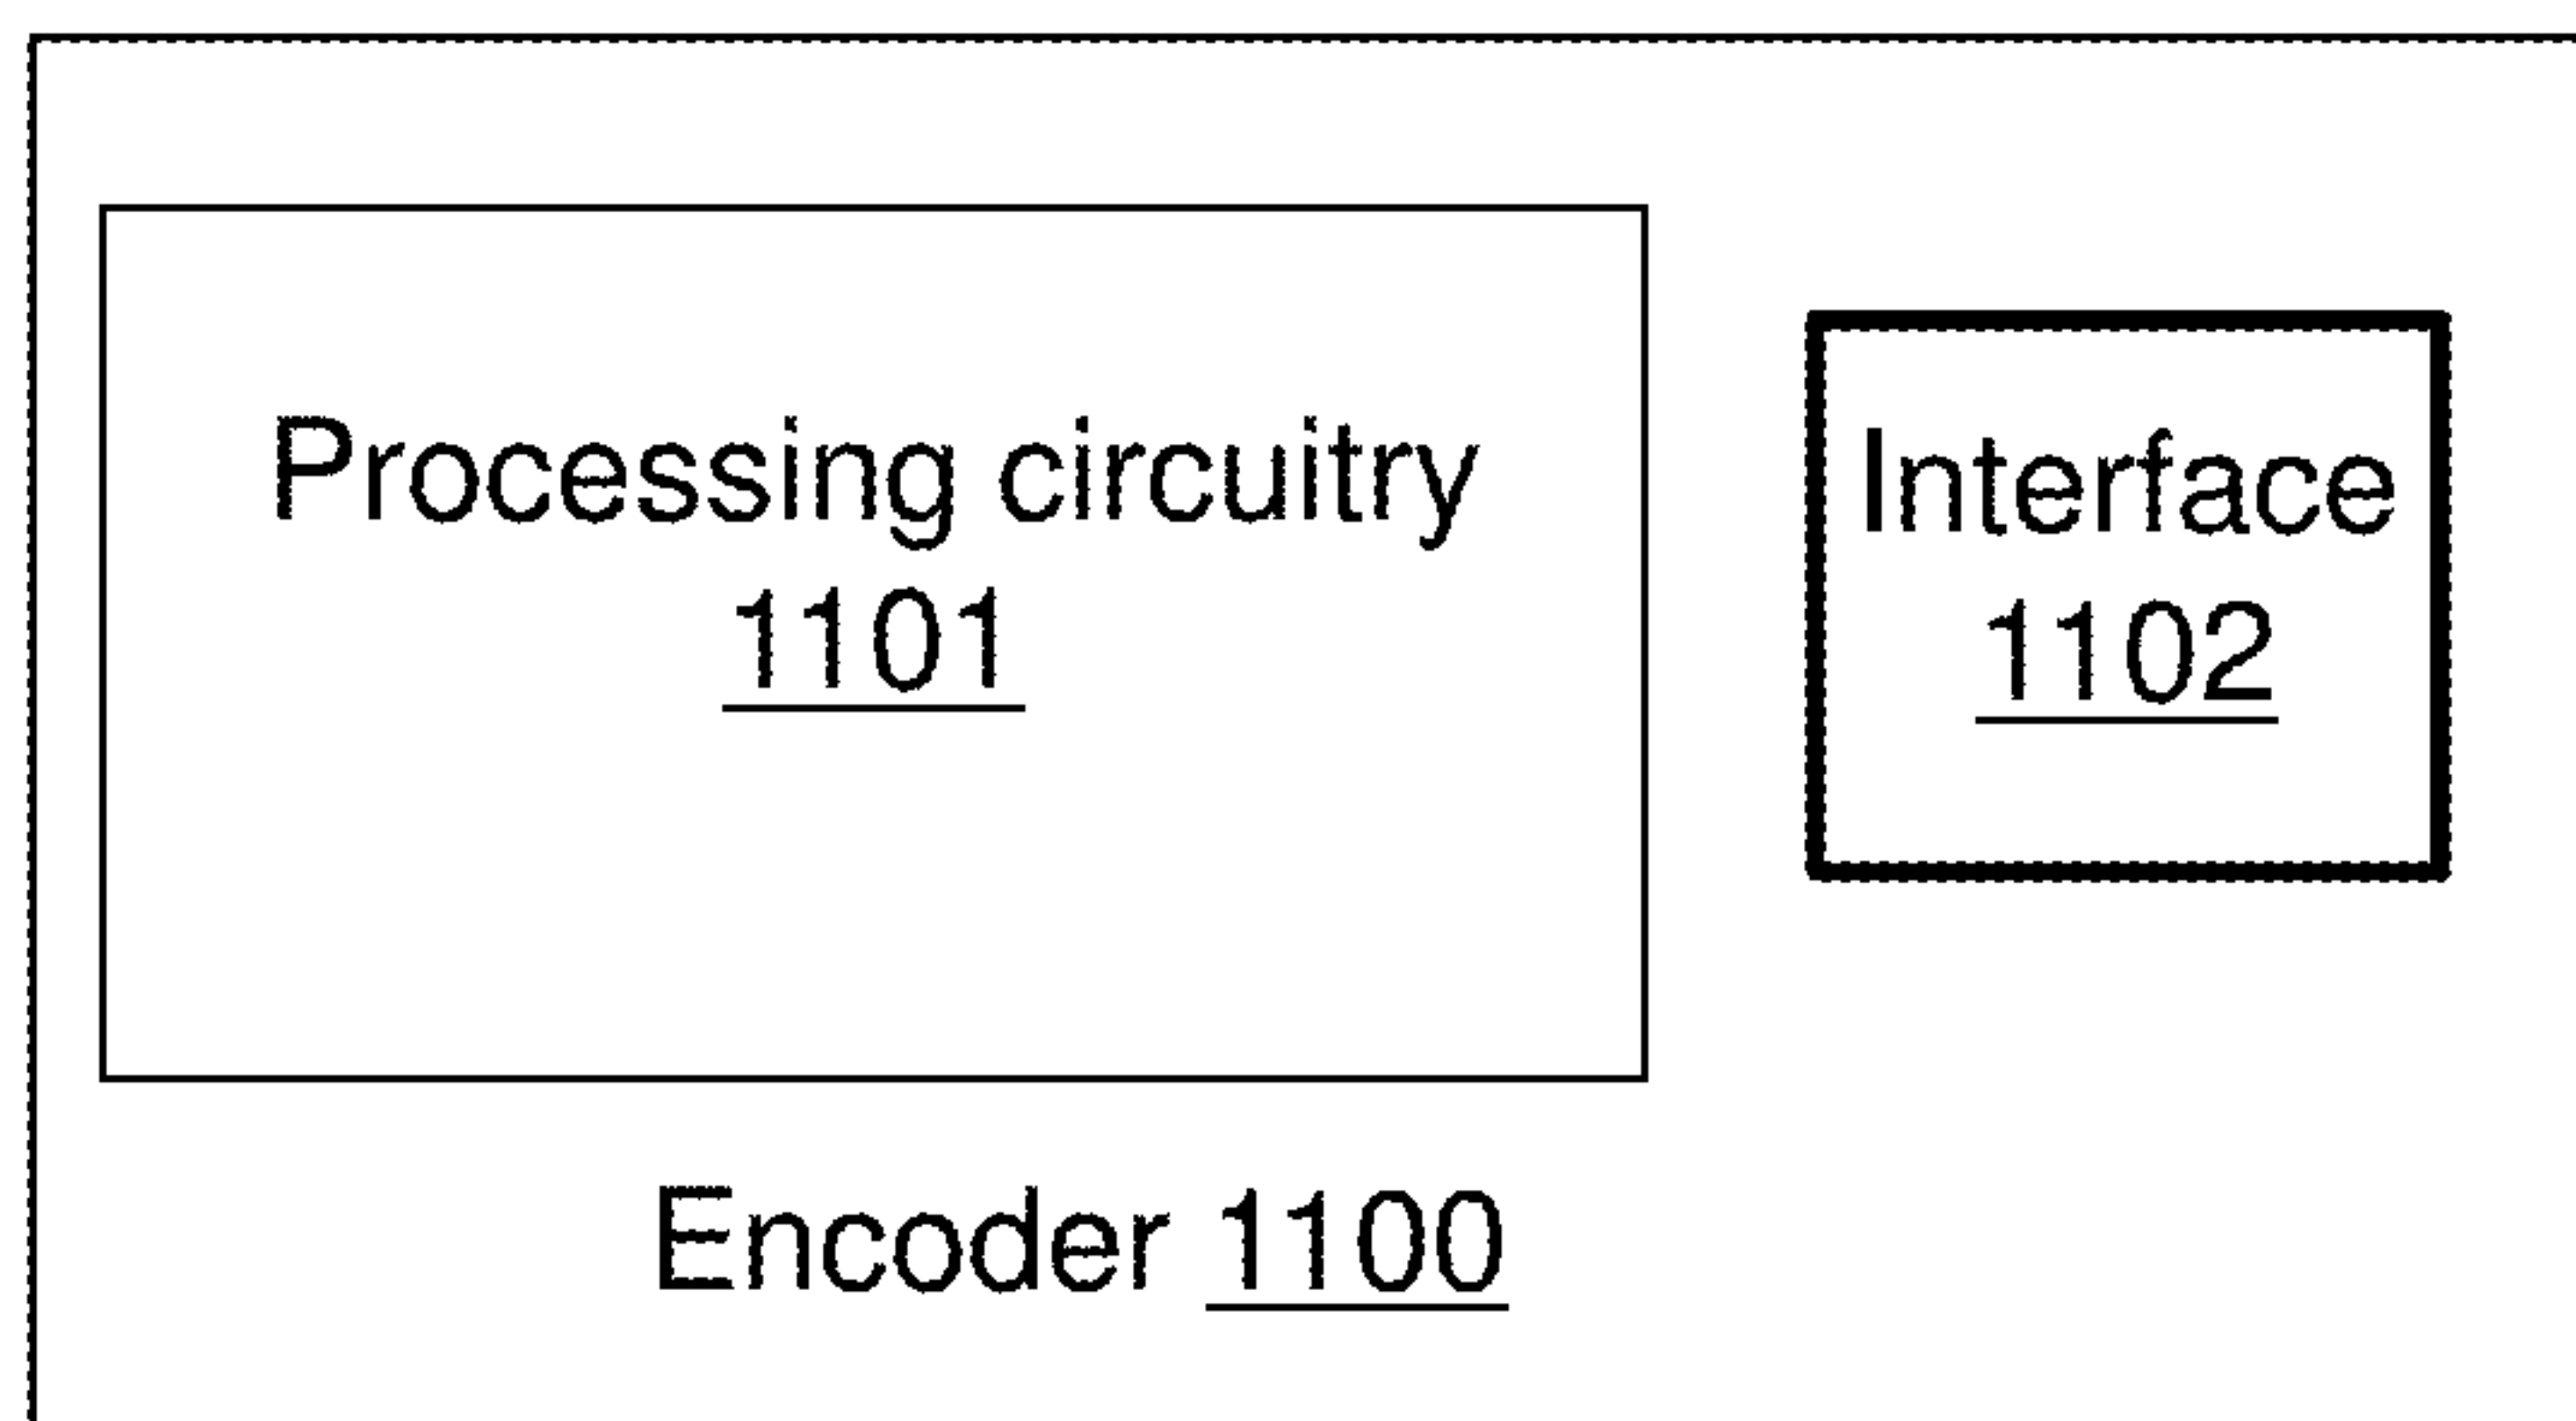 Processing circuitry
1101
Interface
1102
Encoder 1100